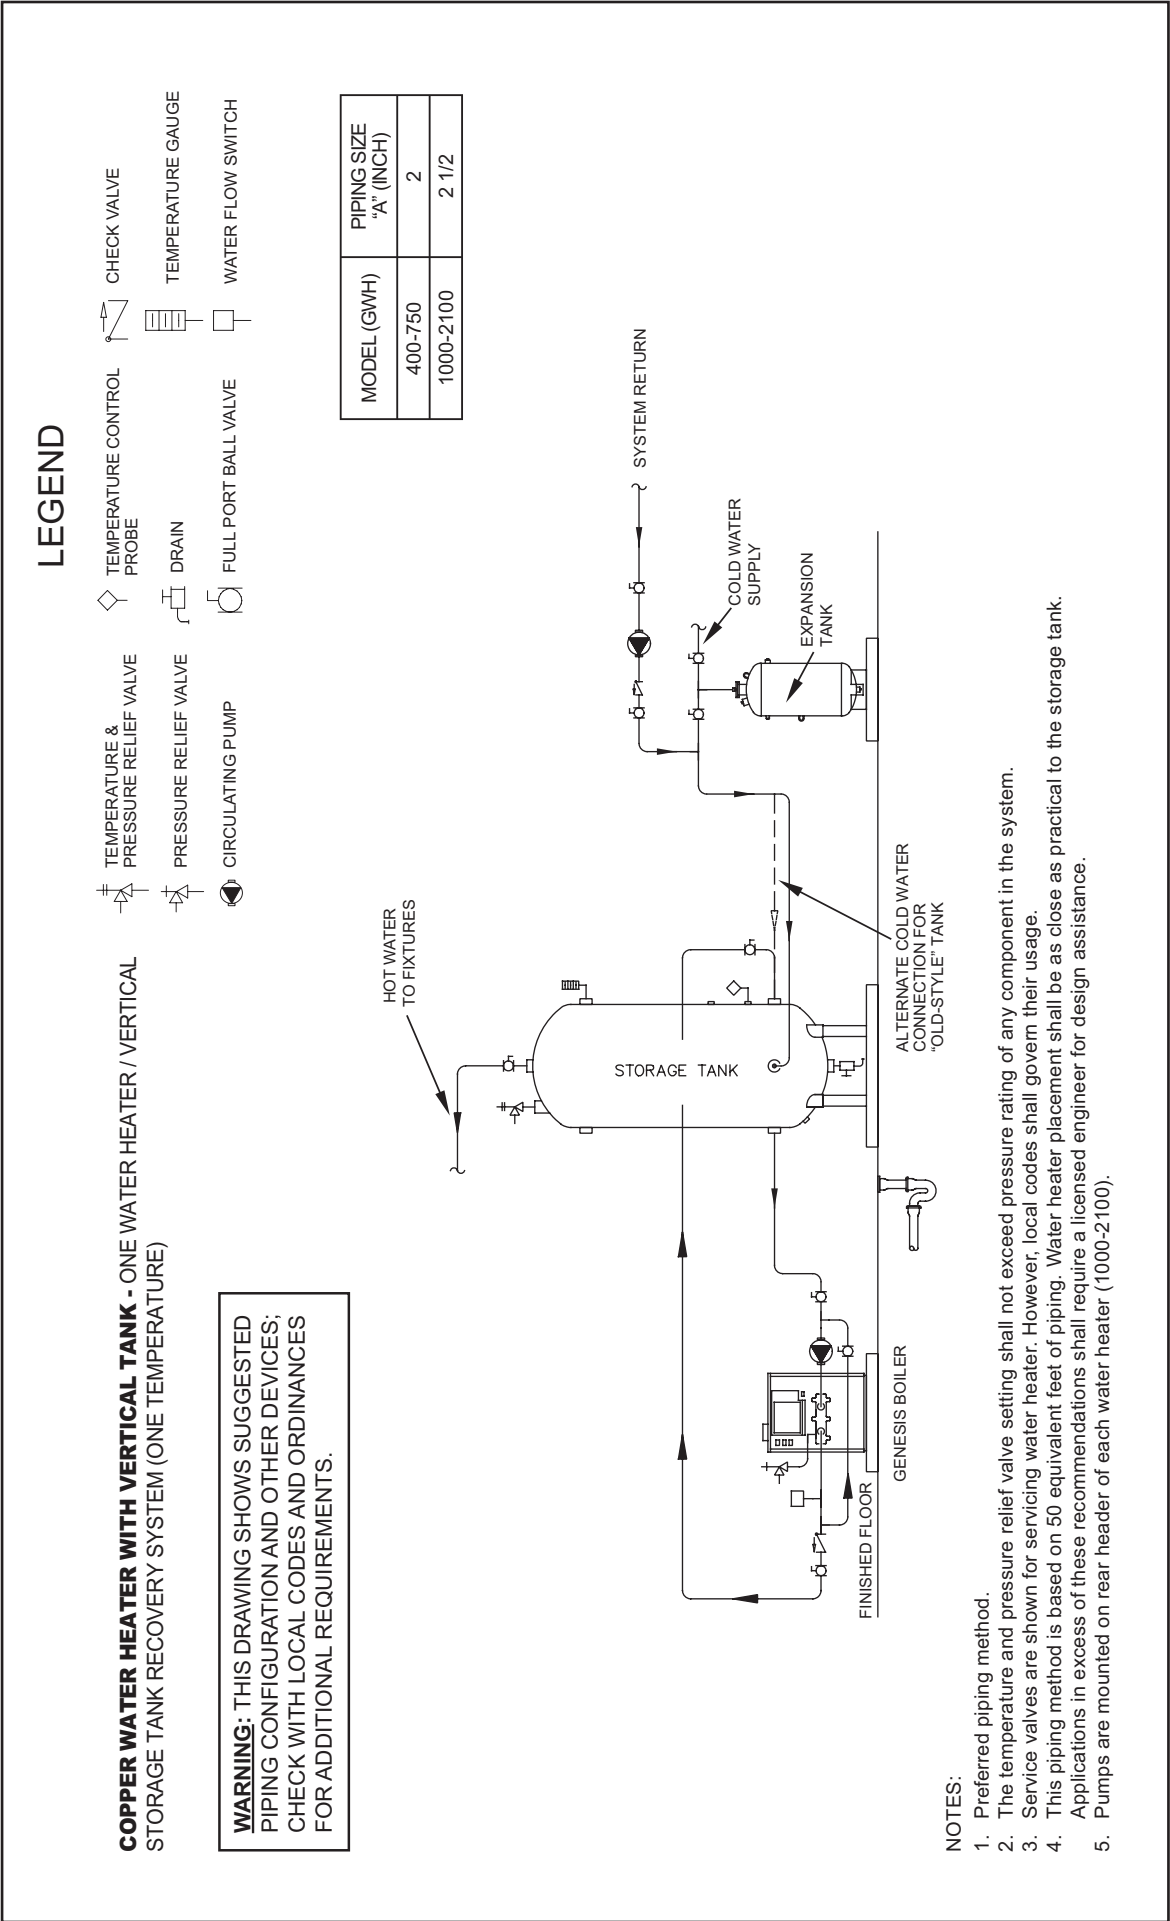 COPPER WATER HEATER WITH VERTICAL TANK - ONE WATER HEATER / VERTICAL
STORAGE TANK RECOVERY SYSTEM (ONE TEMPERATURE)
WARNING: THIS DRAWING SHOWS SUGGESTED
PIPING CONFIGURATION AND OTHER DEVICES;
CHECK WITH LOCAL CODES AND ORDINANCES
FOR ADDITIONAL REQUIREMENTS.
LEGEND
TEMPERATURE &
PRESSURE RELIEF VALVE
PRESSURE RELIEF VALVE
CIRCULATING PUMP
TEMPERATURE CONTROL
PROBE
DRAIN
FULL PORT BALL VALVE
CHECK VALVE
TEMPERATURE GAUGE
WATER FLOW SWITCH
MODEL (GWH)
PIPING SIZE
“A” (INCH)
400-750
2
1000-2100
2 1/2
HOT WATER
TO FIXTURES
STORAGE TANK
SYSTEM RETURN
COLD WATER
SUPPLY
EXPANSION
TANK
ALTERNATE COLD WATER
CONNECTION FOR
“OLD-STYLE” TANK
FINISHED FLOOR
GENESIS BOILER
NOTES:
1. Preferred piping method.
2. The temperature and pressure relief valve setting shall not exceed pressure rating of any component in the system.
3. Service valves are shown for servicing water heater. However, local codes shall govern their usage.
4. This piping method is based on 50 equivalent feet of piping. Water heater placement shall be as close as practical to the storage tank.
Applications in excess of these recommendations shall require a licensed engineer for design assistance.
5. Pumps are mounted on rear header of each water heater (1000-2100).